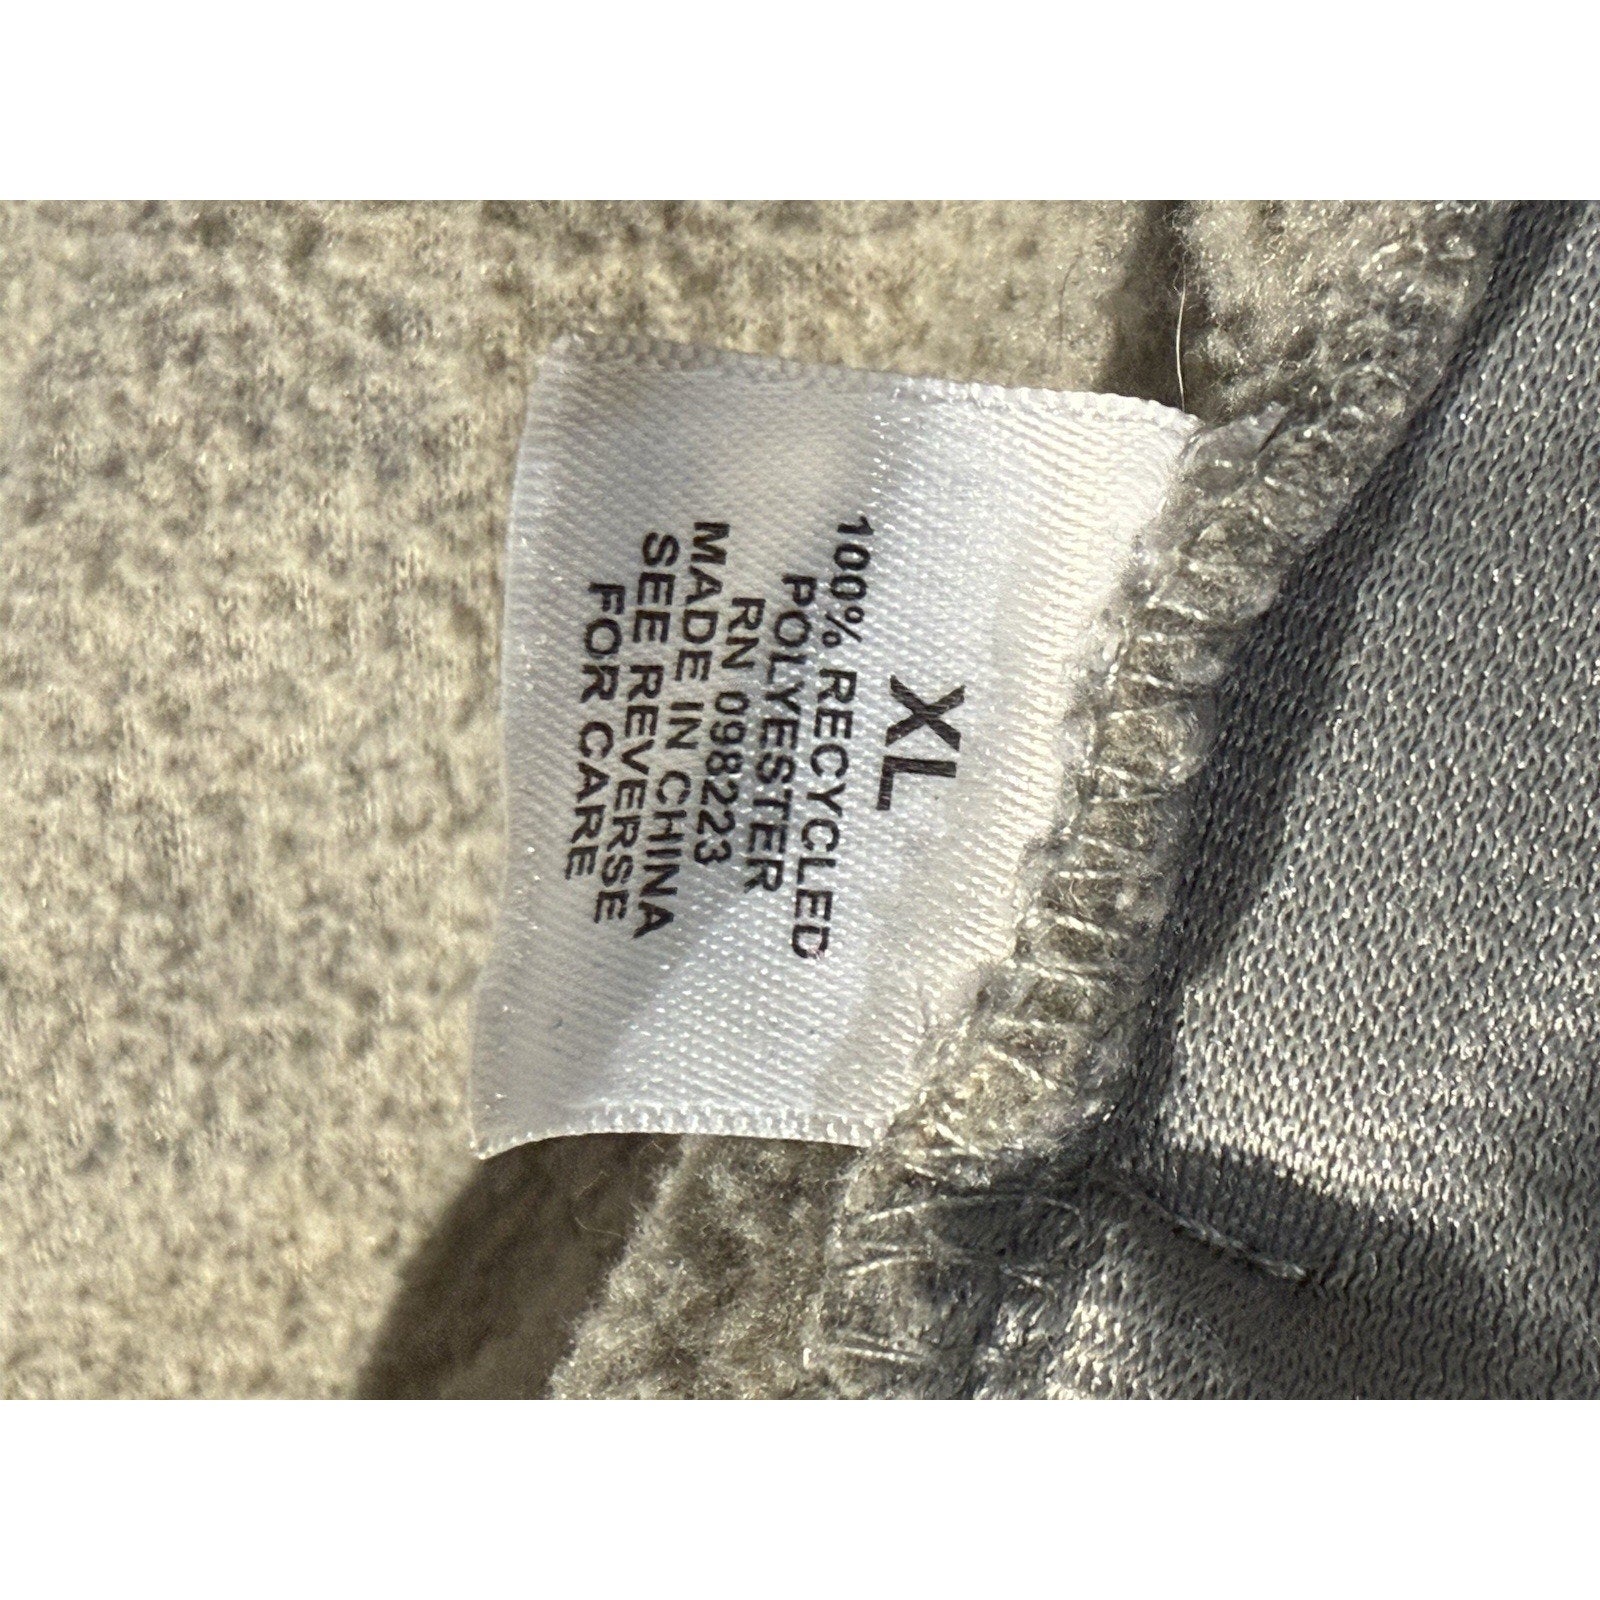 XL
100% RECYCLED
POLYESTER
RN 098223
MADE IN CHINA
SEE REVERSE
FOR CARE